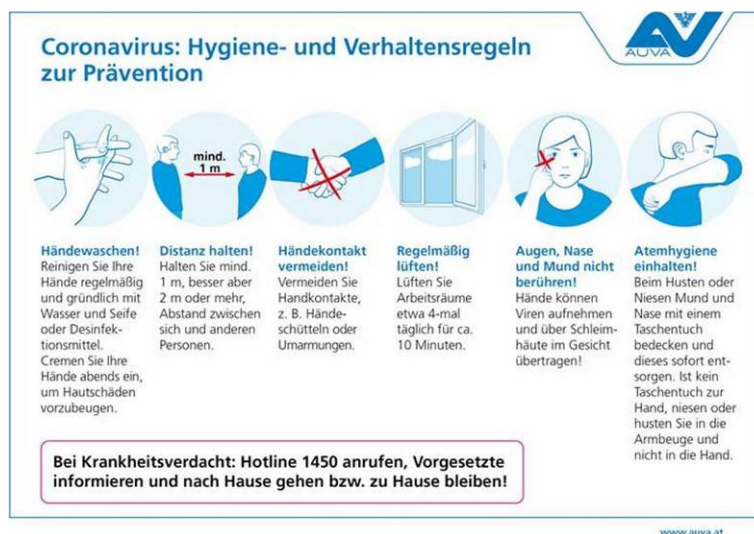 Coronavirus: Hygiene- und Verhaltensregeln
zur Prävention
AUVA
mind.
1 m
Händewaschen!
Reinigen Sie Ihre
Hände regelmäßig
und gründlich mit
Wasser und Seife
oder Desinfek-
tionsmittel.
Cremen Sie Ihre
Hände abends ein,
um Hautschäden
vorzubeugen.
Distanz halten!
Halten Sie mind.
1 m, besser aber
2 m oder mehr,
Abstand zwischen
sich und anderen
Personen.
Händekontakt
vermeiden!
Vermeiden Sie
Handkontakte,
z. B. Hände-
schütteln oder
Umarmungen.
Regelmäßig
lüften!
Lüften Sie
Arbeitsräume
etwa 4-mal
täglich für ca.
10 Minuten.
Augen, Nase
und Mund nicht
berühren!
Hände können
Viren aufnehmen
und über Schleim-
häute im Gesicht
übertragen!
Atemhygiene
einhalten!
Beim Husten oder
Niesen Mund und
Nase mit einem
Taschentuch
bedecken und
dieses sofort ent-
sorgen. Ist kein
Taschentuch zur
Hand, niesen oder
husten Sie in die
Armbeuge und
nicht in die Hand.
Bei Krankheitsverdacht: Hotline 1450 anrufen, Vorgesetzte
informieren und nach Hause gehen bzw. zu Hause bleiben!
www.auva.at